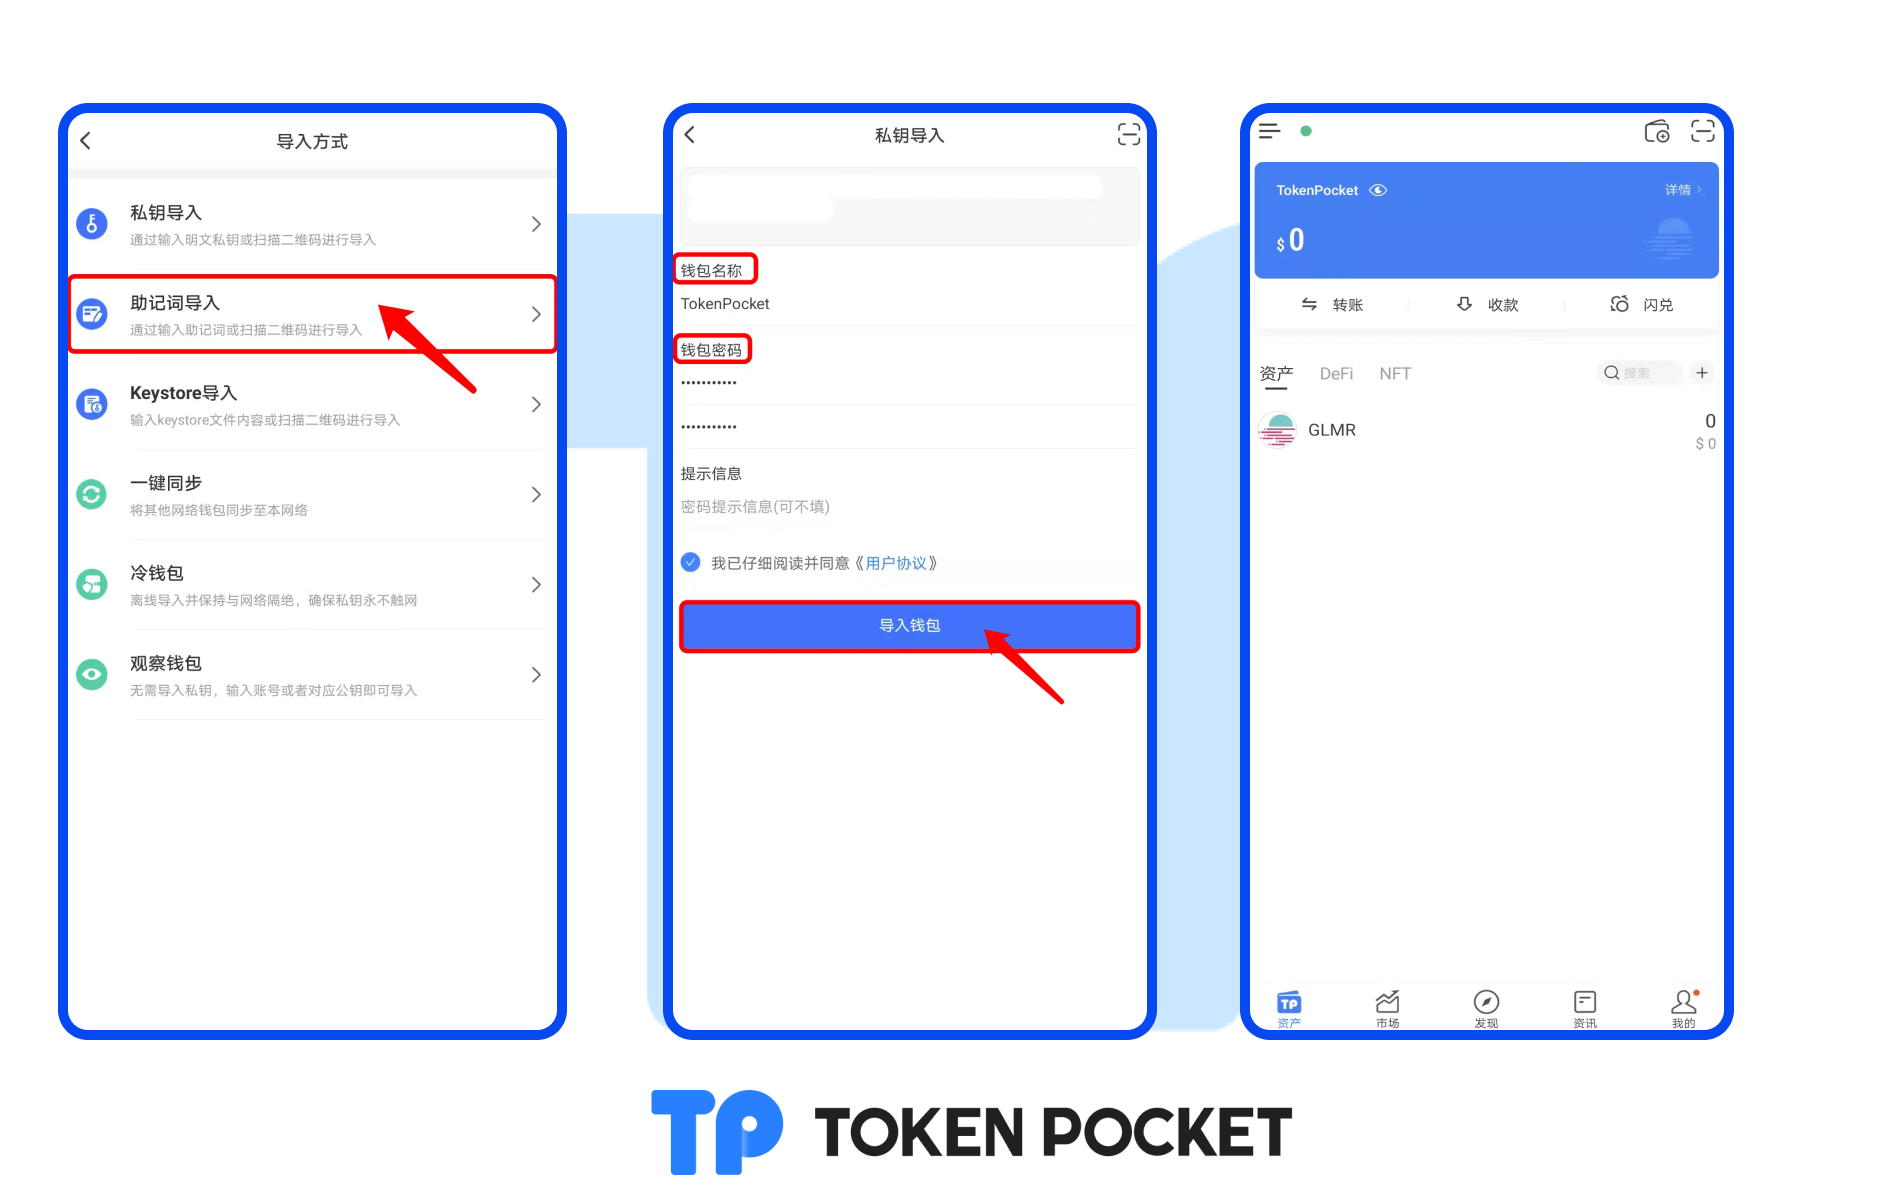 导入方式
私钥导入
通过输入明文私钥或扫描二维码进行导入
助记词导入
通过输入助记词或扫描二维码进行导入
Keystore导入
输入keystore文件内容或扫描二维码进行导入
一键同步
将其他网络钱包同步至本网络
冷钱包
离线导入并保持与网络隔绝，确保私钥永不触网
观察钱包
无需导入私钥，输入账号或者对应公钥即可导入
私钥导入
钱包名称
TokenPocket
钱包密码
•••••••••••
•••••••••••
提示信息
密码提示信息(可不填)
我已仔细阅读并同意《用户协议》
导入钱包
TokenPocket 详情
$ 0
转账 收款 闪兑
资产 DeFi NFT 搜索
GLMR 0
$ 0
TP
资产 市场 发现 资讯 我的
TP TOKEN POCKET